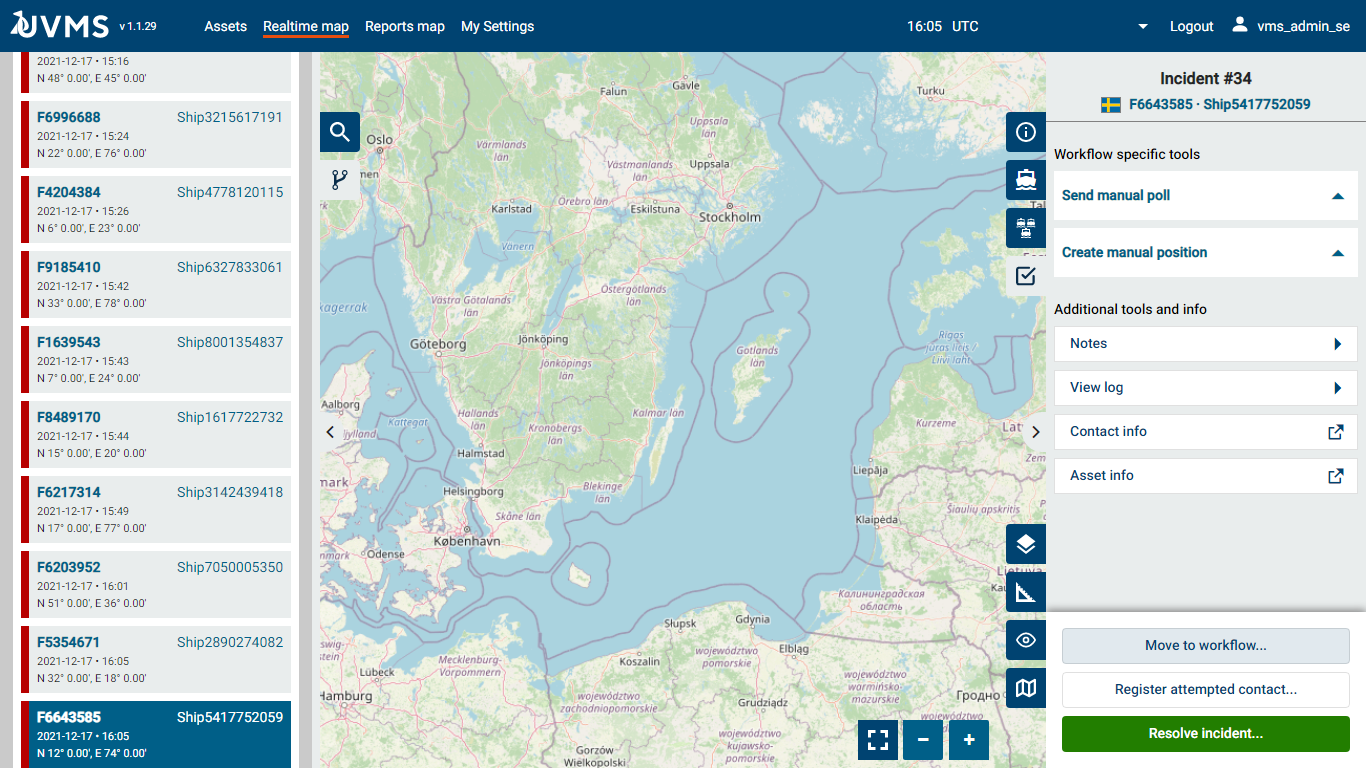 UVMS v 1.1.29
Assets
Realtime map
Reports map
My Settings
16:05 UTC
Logout
vms_admin_se
2021-12-17 • 15:16
N 48° 0.00', E 45° 0.00'
F6996688 Ship3215617191
2021-12-17 • 15:24
N 22° 0.00', E 76° 0.00'
F4204384 Ship4778120115
2021-12-17 • 15:26
N 6° 0.00', E 23° 0.00'
F9185410 Ship6327833061
2021-12-17 • 15:42
N 33° 0.00', E 78° 0.00'
F1639543 Ship8001354837
2021-12-17 • 15:43
N 7° 0.00', E 24° 0.00'
F8489170 Ship1617722732
2021-12-17 • 15:44
N 15° 0.00', E 20° 0.00'
F6217314 Ship3142439418
2021-12-17 • 15:49
N 17° 0.00', E 77° 0.00'
F6203952 Ship7050005350
2021-12-17 • 16:01
N 51° 0.00', E 36° 0.00'
F5354671 Ship2890274082
2021-12-17 • 16:05
N 32° 0.00', E 18° 0.00'
F6643585 Ship5417752059
2021-12-17 • 16:05
N 12° 0.00', E 74° 0.00'
Falun
Gävle
Turku
Uppsala
län
Oslo
Värmlands
län
Västmanlands
län
Uppsala
Örebro län
Karlstad
Eskilstuna
Stockholm
Vänern
Östergötlands
län
Västra Götalands
län
Göteborg
Jönköping
Jönköpings
län
Gotlands
län
Rīgas
jūras līcis /
Liivi laht
Aalborg
Kattegat
Hallands
län
Kronobergs
län
Kalmar län
Kurzeme
Halmstad
Liepāja
Helsingborg
Blekinge
län
Skåne län
Klaipėda
Šiaulių apskritis
København
Odense
Lietuva
Калининградская
область
Słupsk
Gdynia
Elbląg
Koszalin
województwo
pomorskie
Mecklenburg-
Vorpommern
Lübeck
Hamburg
województwo
zachodniopomorskie
Grudziądz
województwo
warmińsko-
mazurskie
Гродно
województwo
kujawsko-
pomorskie
województwo
Gorzów
Wielkopolski
Incident #34
F6643585 · Ship5417752059
Workflow specific tools
Send manual poll
Create manual position
Additional tools and info
Notes
View log
Contact info
Asset info
Move to workflow...
Register attempted contact...
Resolve incident...